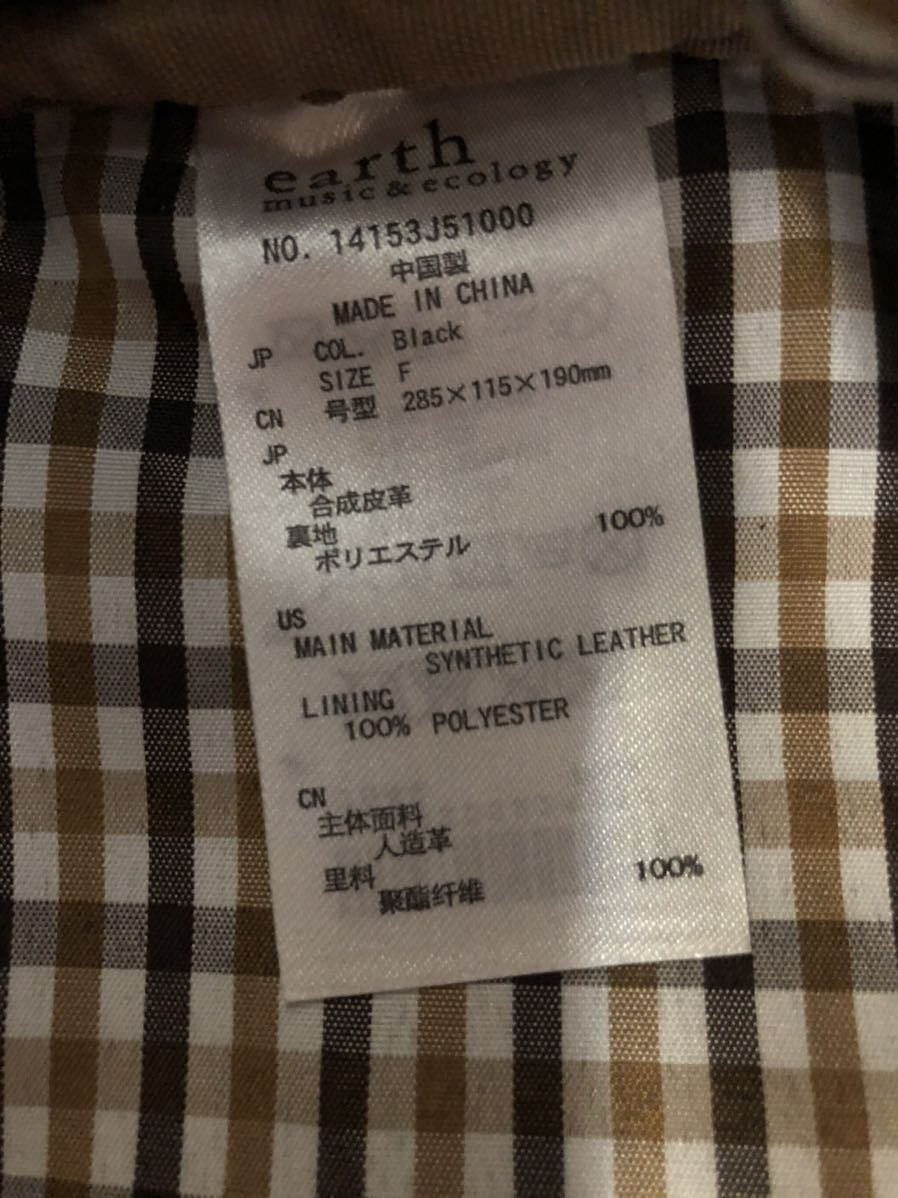 earth
music & ecology
NO. 14153J51000
中国製
MADE IN CHINA
JP COL. Black
SIZE F
CN 号型 285×115×190mm
JP
本体
合成皮革
裏地
ポリエステル 100%
US
MAIN MATERIAL
SYNTHETIC LEATHER
LINING
100% POLYESTER
CN
主体面料
人造革
里料
聚酯纤维 100%